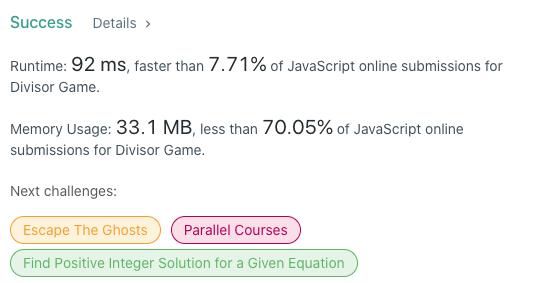 Success Details >
Runtime: 92 ms, faster than 7.71% of JavaScript online submissions for
Divisor Game.
Memory Usage: 33.1 MB, less than 70.05% of JavaScript online
submissions for Divisor Game.
Next challenges:
Escape The Ghosts Parallel Courses
Find Positive Integer Solution for a Given Equation